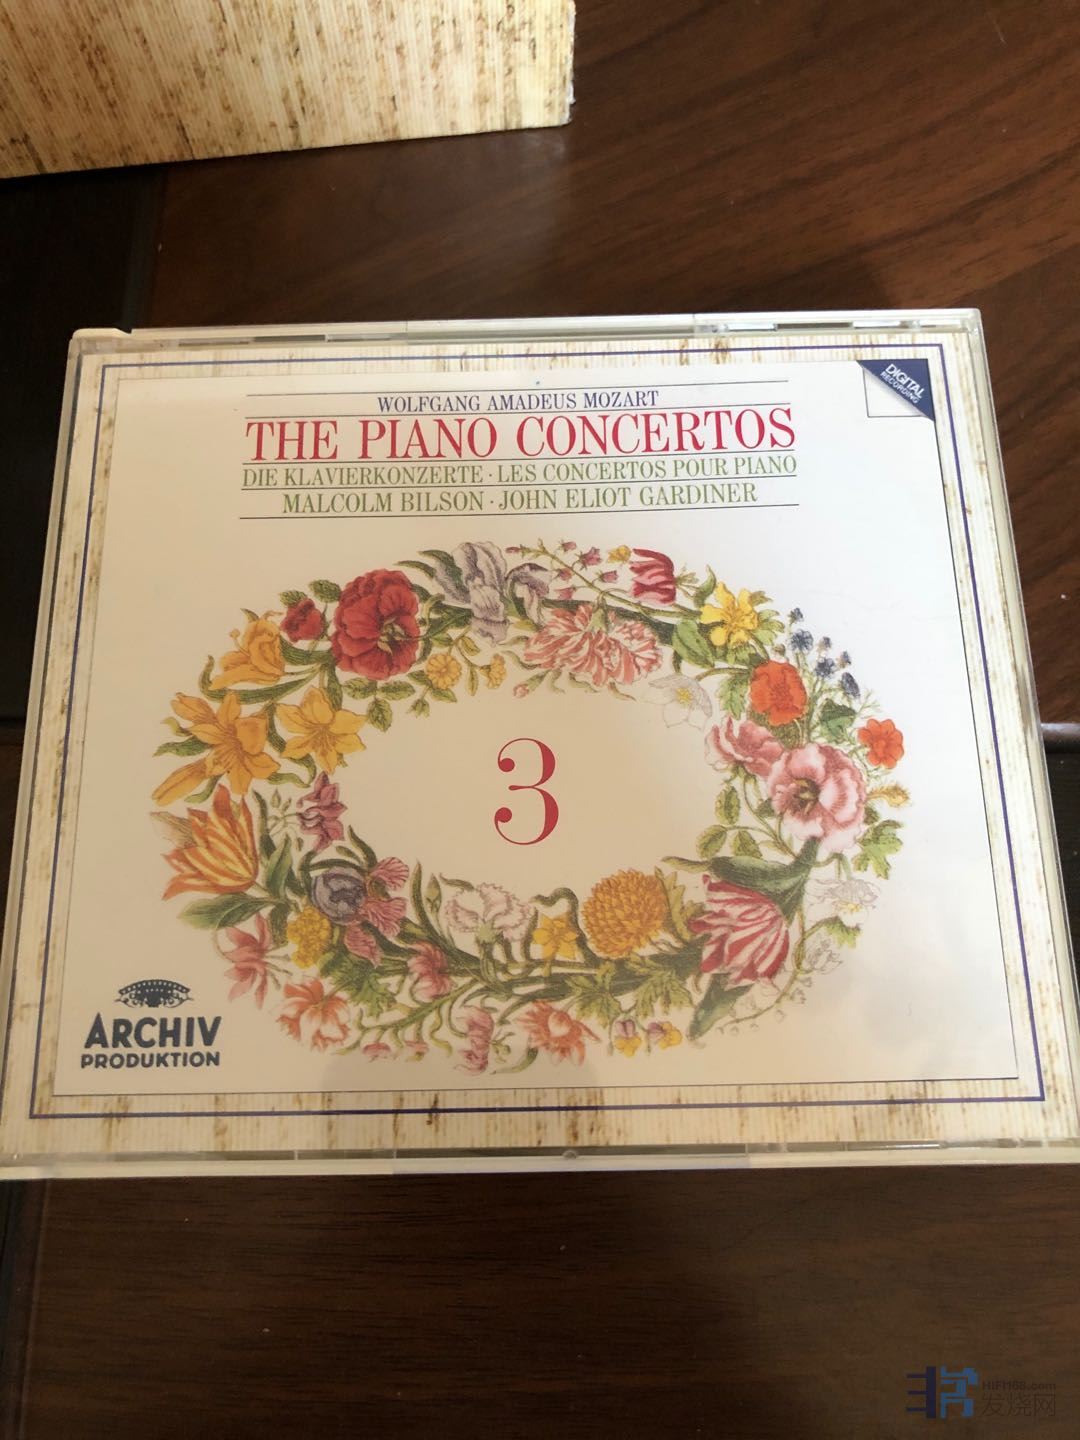 DIGITAL
RECORDING
WOLFGANG AMADEUS MOZART
THE PIANO CONCERTOS
DIE KLAVIERKONZERTE · LES CONCERTOS POUR PIANO
MALCOLM BILSON · JOHN ELIOT GARDINER
3
ARCHIV
PRODUKTION
HIFI168.com
发烧网